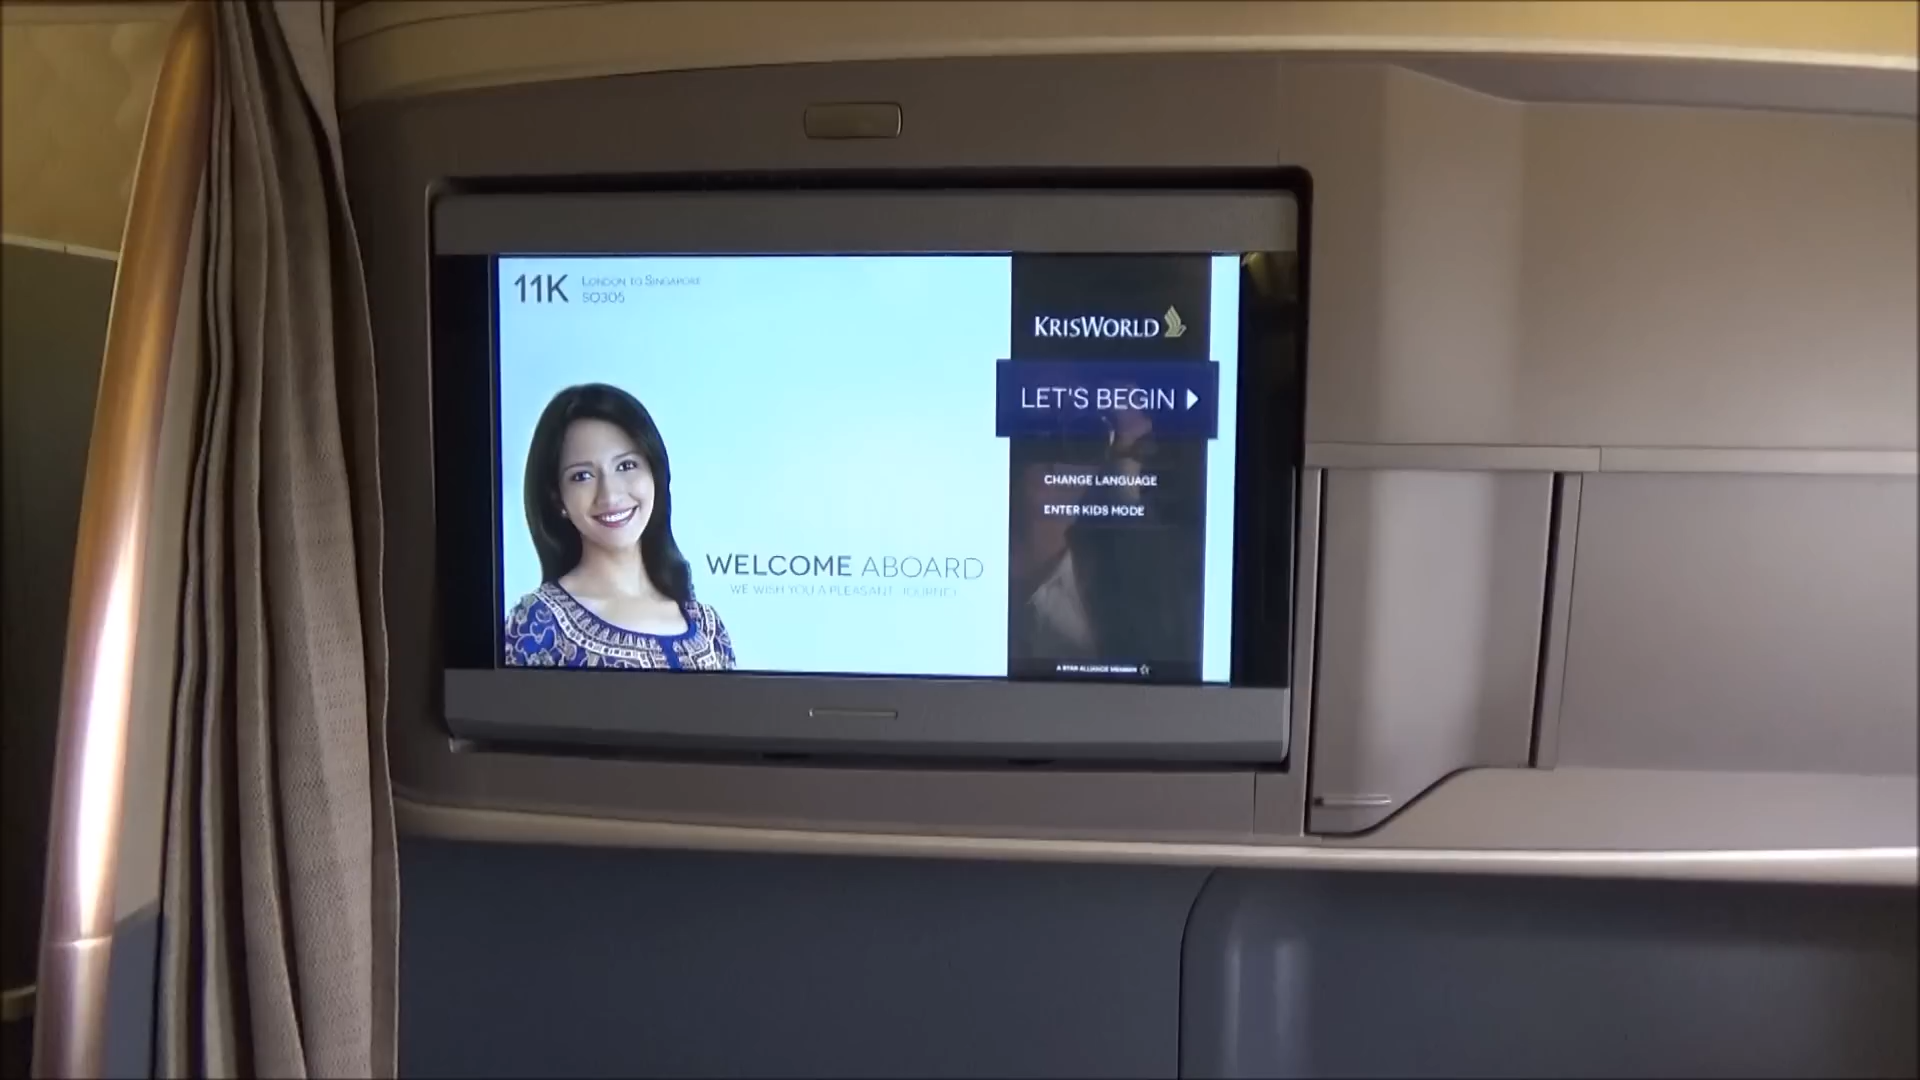 11K
LONDON TO SINGAPORE
SQ305
KRISWORLD
LET'S BEGIN
CHANGE LANGUAGE
ENTER KIDS MODE
WELCOME ABOARD
WE WISH YOU A PLEASANT JOURNEY
A STAR ALLIANCE MEMBER